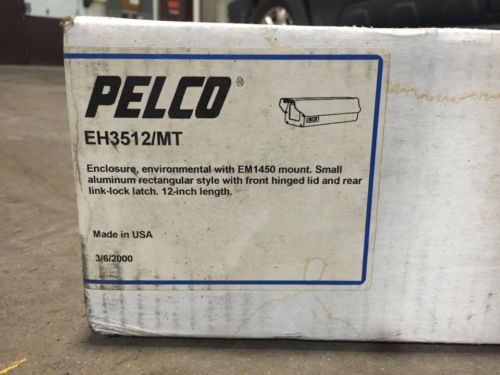 PELCO®
EH3512/MT
Enclosure, environmental with EM1450 mount. Small
aluminum rectangular style with front hinged lid and rear
link-lock latch. 12-inch length.
Made in USA
3/6/2000